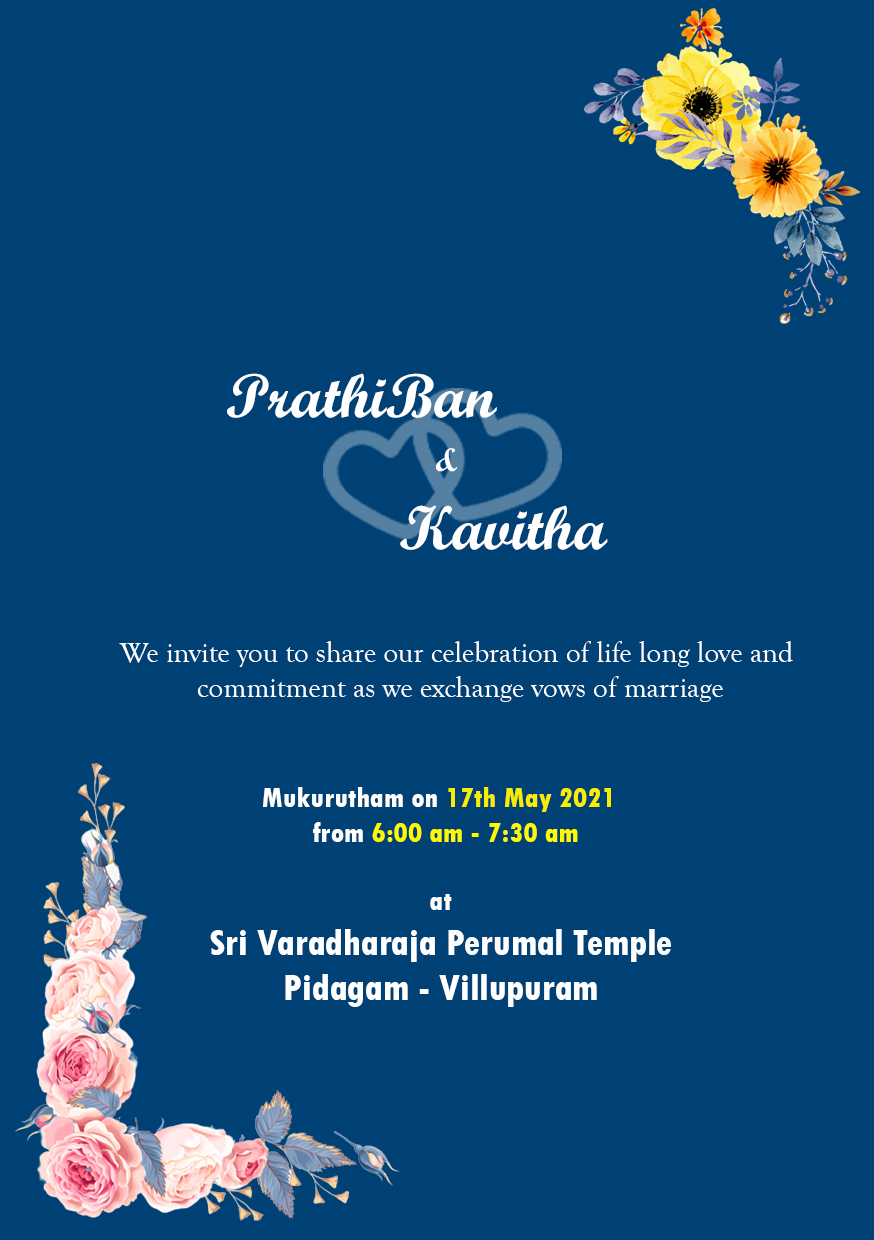 PrathiBan
&
Kavitha
We invite you to share our celebration of life long love and
commitment as we exchange vows of marriage
Mukurutham on 17th May 2021
from 6:00 am - 7:30 am
at
Sri Varadharaja Perumal Temple
Pidagam - Villupuram